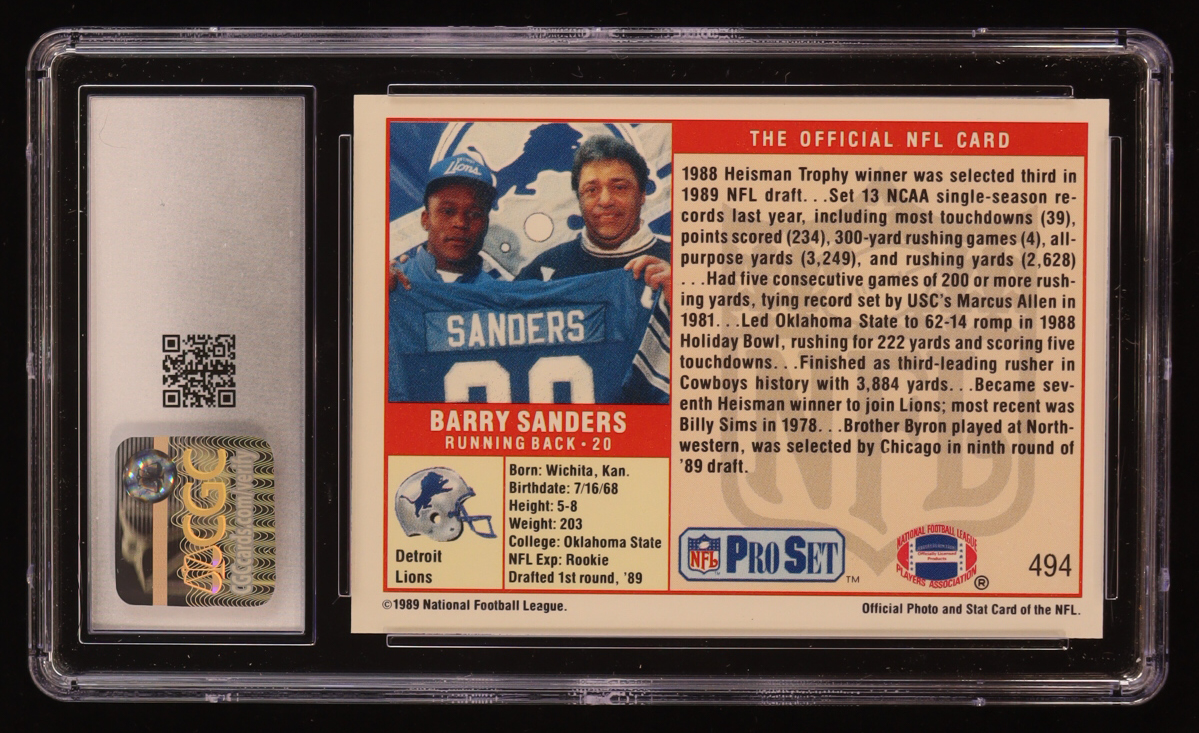 CGC
cgccards.com/verify
Lions
SANDERS
BARRY SANDERS
RUNNING BACK • 20
Detroit
Lions
Born: Wichita, Kan.
Birthdate: 7/16/68
Height: 5-8
Weight: 203
College: Oklahoma State
NFL Exp: Rookie
Drafted 1st round, '89
©1989 National Football League.
THE OFFICIAL NFL CARD
1988 Heisman Trophy winner was selected third in
1989 NFL draft. . .Set 13 NCAA single-season re-
cords last year, including most touchdowns (39),
points scored (234), 300-yard rushing games (4), all-
purpose yards (3,249), and rushing yards (2,628)
. . .Had five consecutive games of 200 or more rush-
ing yards, tying record set by USC's Marcus Allen in
1981. . .Led Oklahoma State to 62-14 romp in 1988
Holiday Bowl, rushing for 222 yards and scoring five
touchdowns. . .Finished as third-leading rusher in
Cowboys history with 3,884 yards. . .Became sev-
enth Heisman winner to join Lions; most recent was
Billy Sims in 1978. . .Brother Byron played at North-
western, was selected by Chicago in ninth round of
'89 draft.
NFL
NFL PRO SET ™
NATIONAL FOOTBALL LEAGUE
Officially Licensed
Products
PLAYERS ASSOCIATION ®
494
Official Photo and Stat Card of the NFL.